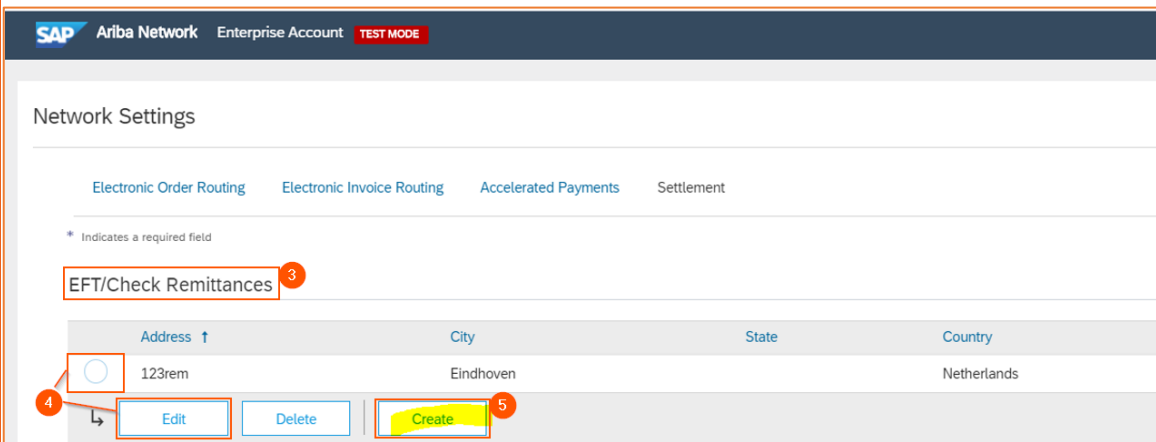 SAP Ariba Network Enterprise Account TEST MODE
Network Settings
Electronic Order Routing Electronic Invoice Routing Accelerated Payments Settlement
* Indicates a required field
EFT/Check Remittances 3
Address ↑ City State Country
123rem Eindhoven Netherlands
4 Edit Delete Create 5